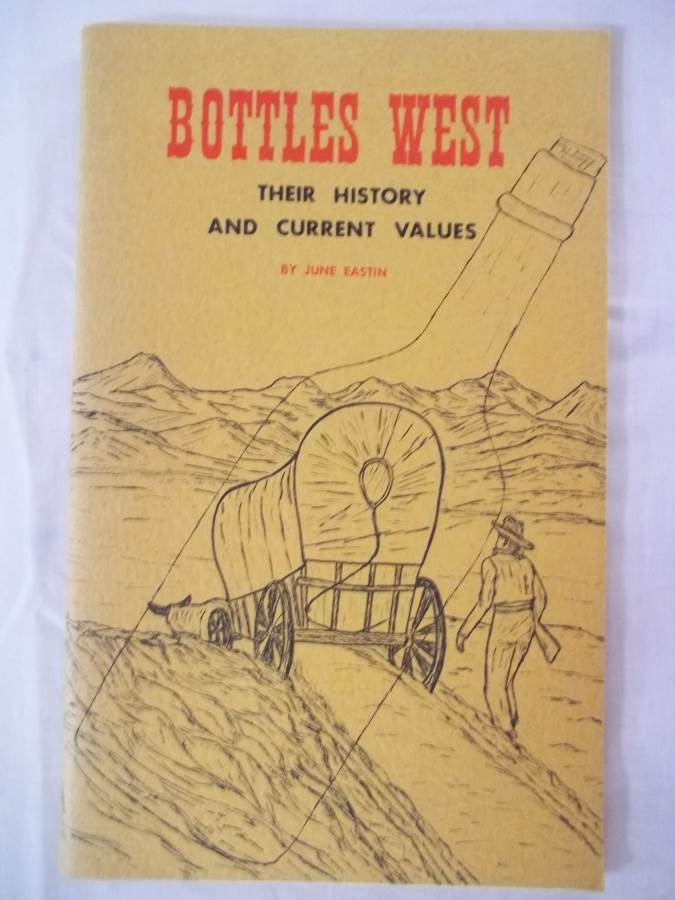 BOTTLES WEST
THEIR HISTORY
AND CURRENT VALUES
BY JUNE EASTIN